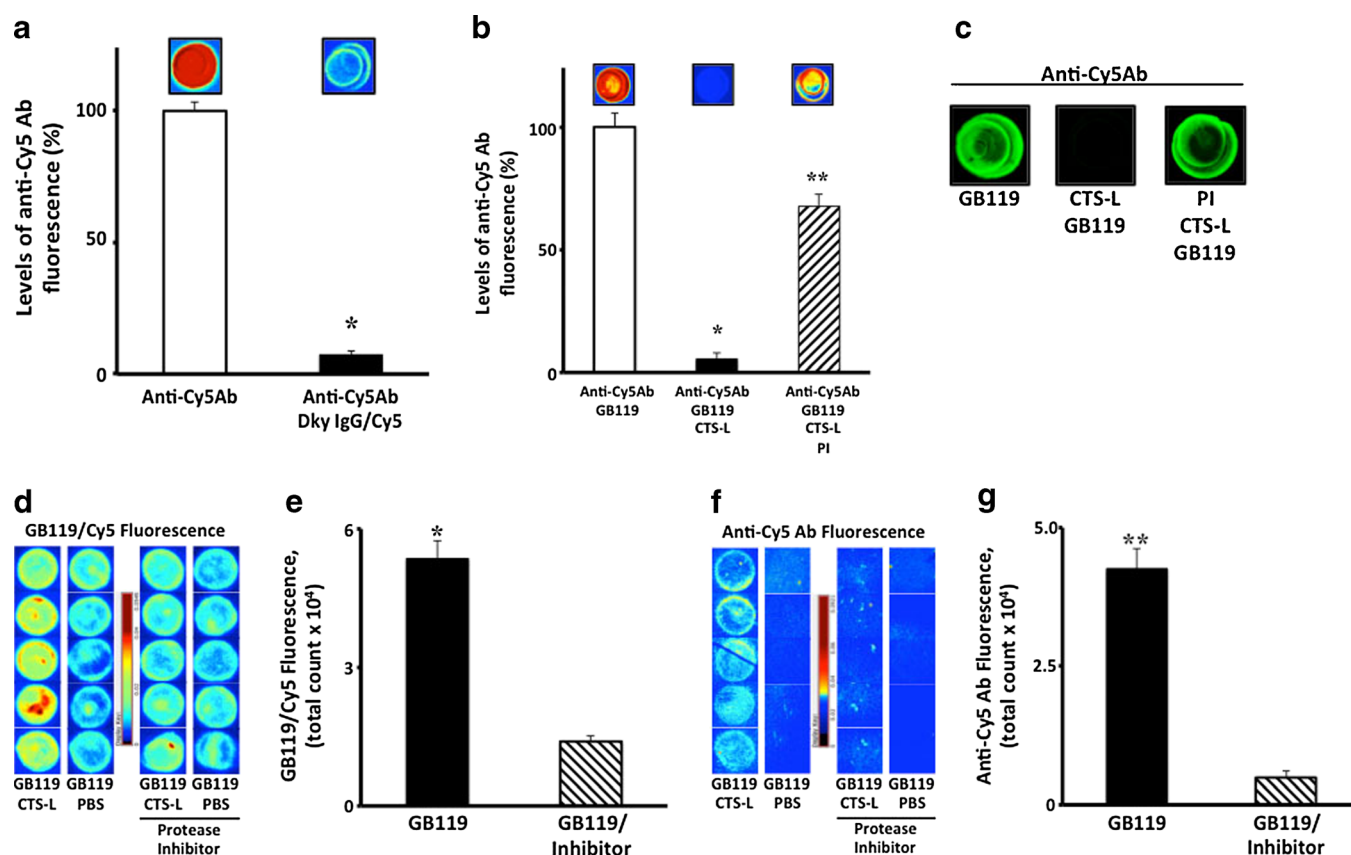 a
Levels of anti-Cy5 Ab
fluorescence (%)
100
50
0
*
Anti-Cy5Ab
Anti-Cy5Ab
Dky IgG/Cy5
b
Levels of anti-Cy5 Ab
fluorescence (%)
100
50
0
*
**
Anti-Cy5Ab
GB119
Anti-Cy5Ab
GB119
CTS-L
Anti-Cy5Ab
GB119
CTS-L
PI
c
Anti-Cy5Ab
GB119
CTS-L
GB119
PI
CTS-L
GB119
d
GB119/Cy5 Fluorescence
GB119
CTS-L
GB119
PBS
GB119
CTS-L
GB119
PBS
Protease
Inhibitor
e
GB119/Cy5 Fluorescence,
(total count x 10⁴)
6
3
0
*
GB119
GB119/
Inhibitor
f
Anti-Cy5 Ab Fluorescence
GB119
CTS-L
GB119
PBS
GB119
CTS-L
GB119
PBS
Protease
Inhibitor
g
Anti-Cy5 Ab Fluorescence,
(total count x 10⁴)
5.0
2.5
0
**
GB119
GB119/
Inhibitor